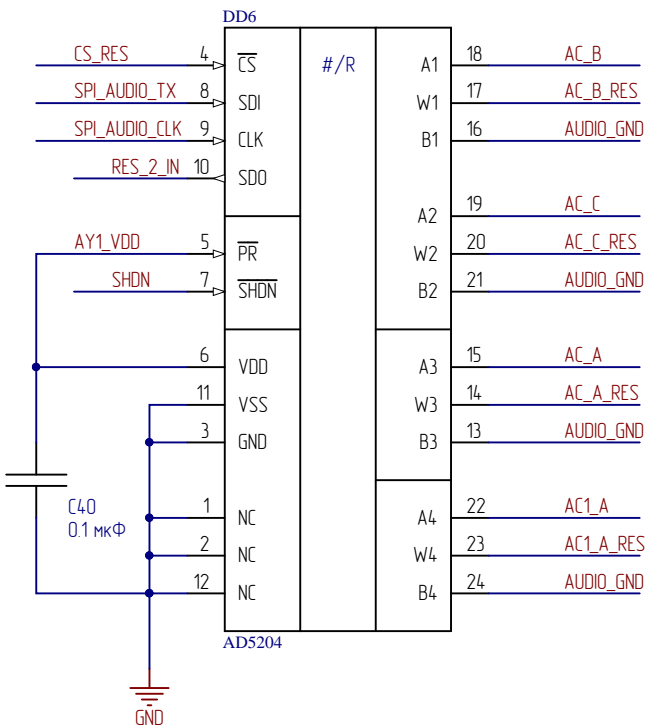 DD6
#/R
CS_RES 4 CS
SPI_AUDIO_TX 8 SDI
SPI_AUDIO_CLK 9 CLK
RES_2_IN 10 SDO
AY1_VDD 5 PR
SHDN 7 SHDN
6 VDD
11 VSS
3 GND
1 NC
2 NC
12 NC
A1 18 AC_B
W1 17 AC_B_RES
B1 16 AUDIO_GND
A2 19 AC_C
W2 20 AC_C_RES
B2 21 AUDIO_GND
A3 15 AC_A
W3 14 AC_A_RES
B3 13 AUDIO_GND
A4 22 AC1_A
W4 23 AC1_A_RES
B4 24 AUDIO_GND
C40
0.1 мкФ
AD5204
GND